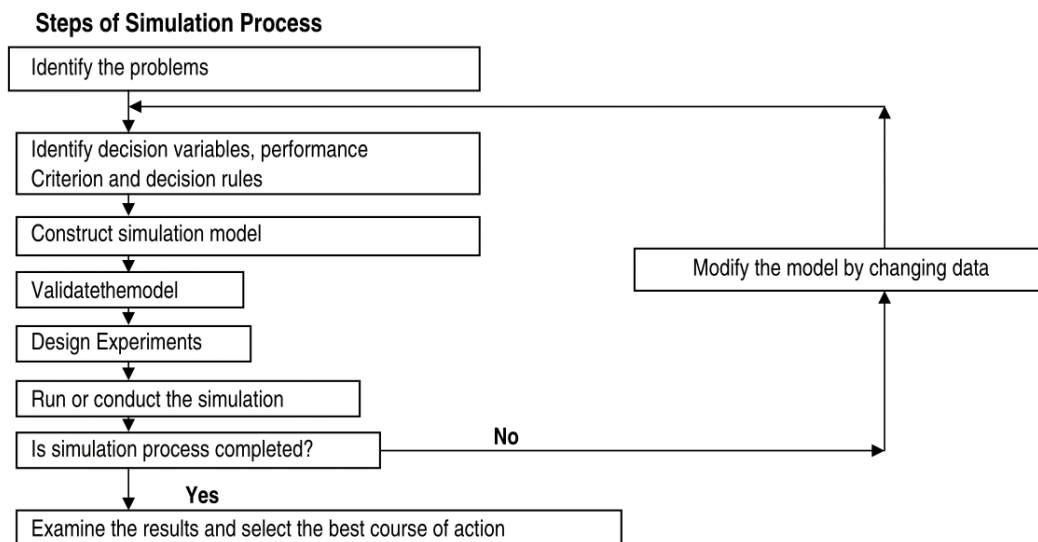 Steps of Simulation Process
Identify the problems
Identify decision variables, performance
Criterion and decision rules
Construct simulation model
Modify the model by changing data
Validatethemodel
Design Experiments
Run or conduct the simulation
Is simulation process completed?
No
Yes
Examine the results and select the best course of action